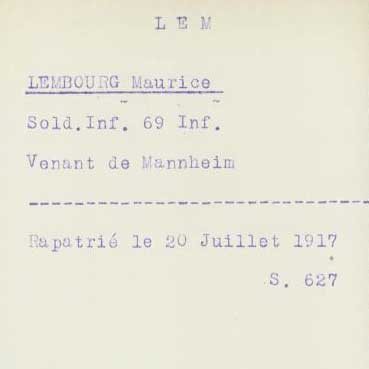 L E M
LEMBOURG Maurice
Sold.Inf. 69 Inf.
Venant de Mannheim
Rapatrié le 20 Juillet 1917
S. 627